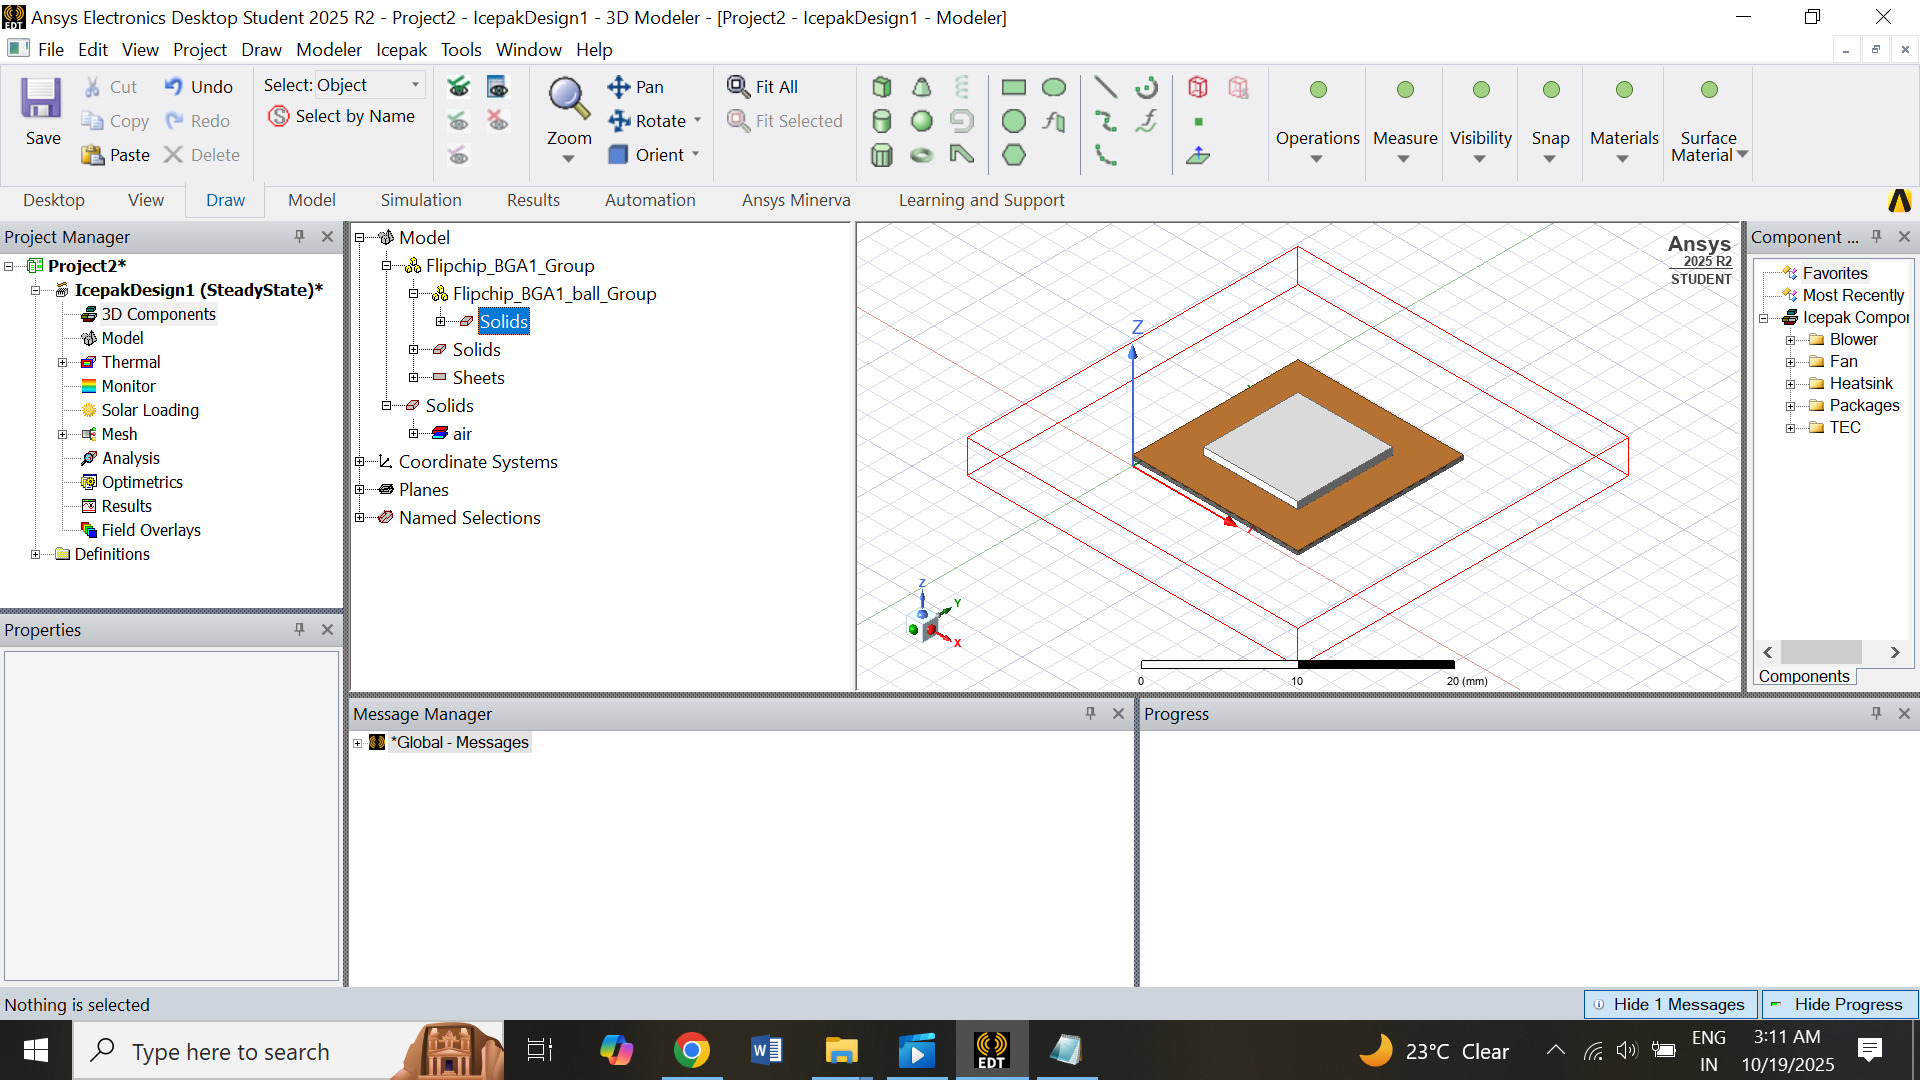 Ansys Electronics Desktop Student 2025 R2 - Project2 - IcepakDesign1 - 3D Modeler - [Project2 - IcepakDesign1 - Modeler]
File Edit View Project Draw Modeler Icepak Tools Window Help
Save
Cut
Copy
Paste
Undo
Redo
Delete
Select: Object
Select by Name
Zoom
Pan
Rotate
Orient
Fit All
Fit Selected
Operations
Measure
Visibility
Snap
Materials
Surface
Material
Desktop View Draw Model Simulation Results Automation Ansys Minerva Learning and Support
Project Manager
Project2*
IcepakDesign1 (SteadyState)*
3D Components
Model
Thermal
Monitor
Solar Loading
Mesh
Analysis
Optimetrics
Results
Field Overlays
Definitions
Properties
Model
Flipchip_BGA1_Group
Flipchip_BGA1_ball_Group
Solids
Solids
Sheets
Solids
air
Coordinate Systems
Planes
Named Selections
Ansys
2025 R2
STUDENT
Z
Z
Y
X
0 10 20 (mm)
Component ...
Favorites
Most Recently
Icepak Compor
Blower
Fan
Heatsink
Packages
TEC
Components
Message Manager
*Global - Messages
Progress
Nothing is selected
Hide 1 Messages
Hide Progress
Type here to search
EDT
23°C Clear
ENG
IN
3:11 AM
10/19/2025